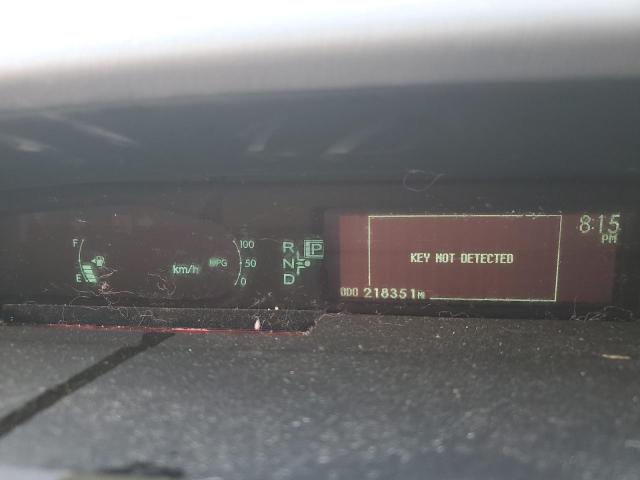 F
E
km/h
MPG
100
50
0
R
N
D
P
KEY NOT DETECTED
ODO 218351MI
8:15
PM